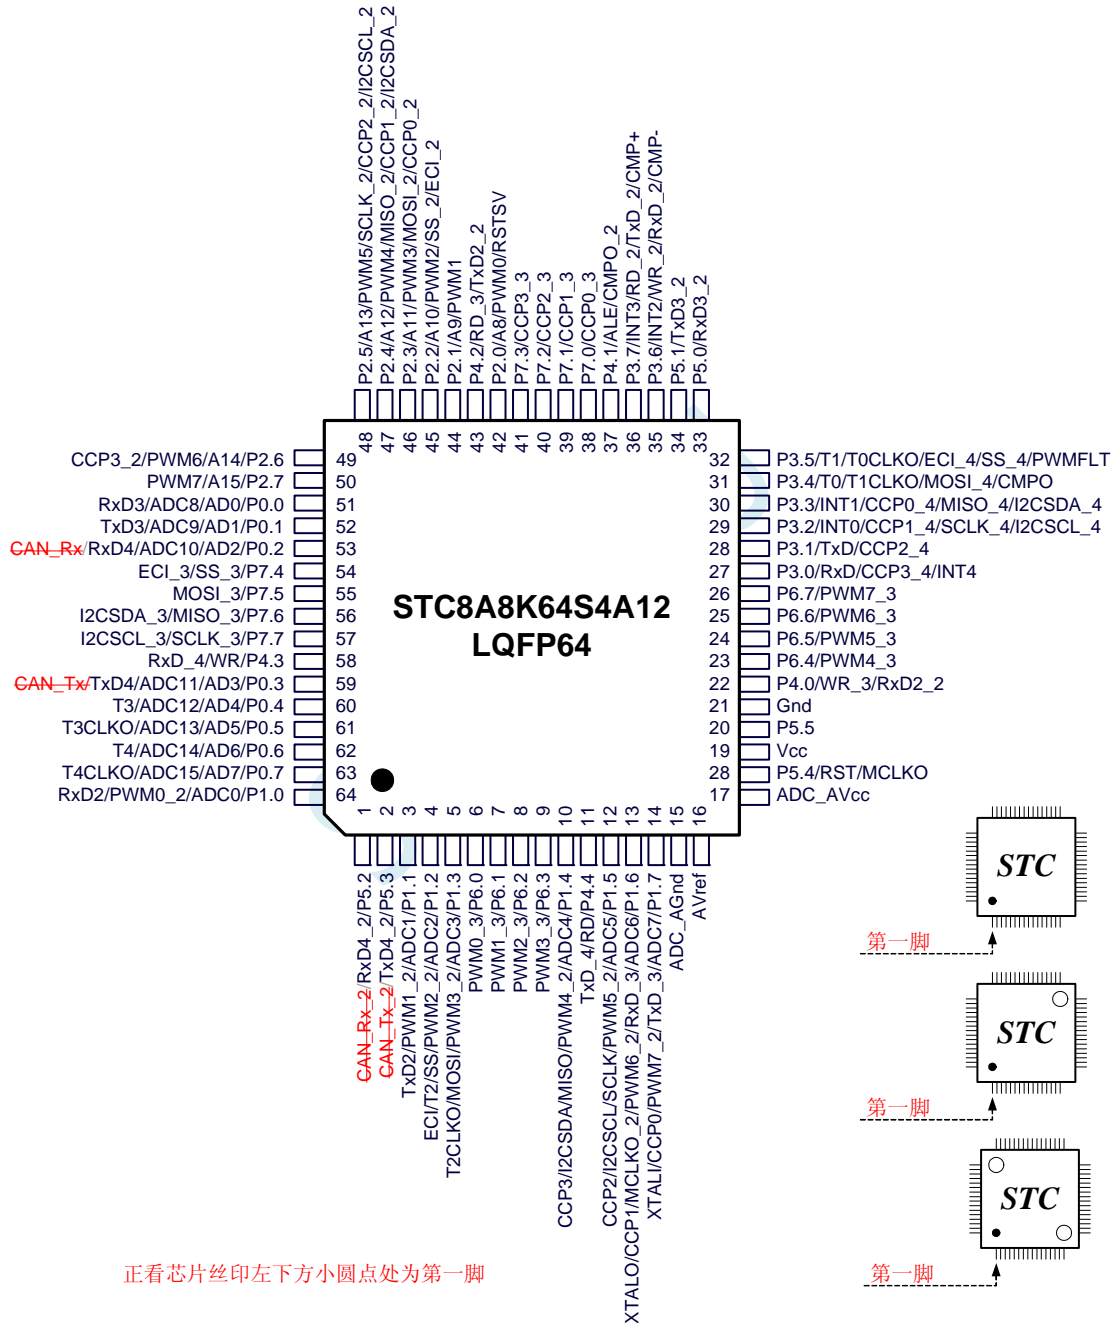 P2.5/A13/PWM5/SCLK_2/CCP2_2/I2CSCL_2
P2.4/A12/PWM4/MISO_2/CCP1_2/I2CSDA_2
P2.3/A11/PWM3/MOSI_2/CCP0_2
P2.2/A10/PWM2/SS_2/ECI_2
P2.1/A9/PWM1
P4.2/RD_3/TxD2_2
P2.0/A8/PWM0/RSTSV
P7.3/CCP3_3
P7.2/CCP2_3
P7.1/CCP1_3
P7.0/CCP0_3
P4.1/ALE/CMPO_2
P3.7/INT3/RD_2/TxD_2/CMP+
P3.6/INT2/WR_2/RxD_2/CMP-
P5.1/TxD3_2
P5.0/RxD3_2
48 47 46 45 44 43 42 41 40 39 38 37 36 35 34 33
CCP3_2/PWM6/A14/P2.6 49
PWM7/A15/P2.7 50
RxD3/ADC8/AD0/P0.0 51
TxD3/ADC9/AD1/P0.1 52
CAN_Rx/RxD4/ADC10/AD2/P0.2 53
ECI_3/SS_3/P7.4 54
MOSI_3/P7.5 55
I2CSDA_3/MISO_3/P7.6 56
I2CSCL_3/SCLK_3/P7.7 57
RxD_4/WR/P4.3 58
CAN_Tx/TxD4/ADC11/AD3/P0.3 59
T3/ADC12/AD4/P0.4 60
T3CLKO/ADC13/AD5/P0.5 61
T4/ADC14/AD6/P0.6 62
T4CLKO/ADC15/AD7/P0.7 63
RxD2/PWM0_2/ADC0/P1.0 64
STC8A8K64S4A12
LQFP64
32 P3.5/T1/T0CLKO/ECI_4/SS_4/PWMFLT
31 P3.4/T0/T1CLKO/MOSI_4/CMPO
30 P3.3/INT1/CCP0_4/MISO_4/I2CSDA_4
29 P3.2/INT0/CCP1_4/SCLK_4/I2CSCL_4
28 P3.1/TxD/CCP2_4
27 P3.0/RxD/CCP3_4/INT4
26 P6.7/PWM7_3
25 P6.6/PWM6_3
24 P6.5/PWM5_3
23 P6.4/PWM4_3
22 P4.0/WR_3/RxD2_2
21 Gnd
20 P5.5
19 Vcc
28 P5.4/RST/MCLKO
17 ADC_AVcc
1 2 3 4 5 6 7 8 9 10 11 12 13 14 15 16
CAN_Rx_2/RxD4_2/P5.2
CAN_Tx_2/TxD4_2/P5.3
TxD2/PWM1_2/ADC1/P1.1
ECI/T2/SS/PWM2_2/ADC2/P1.2
T2CLKO/MOSI/PWM3_2/ADC3/P1.3
PWM0_3/P6.0
PWM1_3/P6.1
PWM2_3/P6.2
PWM3_3/P6.3
CCP3/I2CSDA/MISO/PWM4_2/ADC4/P1.4
TxD_4/RD/P4.4
CCP2/I2CSCL/SCLK/PWM5_2/ADC5/P1.5
XTALO/CCP1/MCLKO_2/PWM6_2/RxD_3/ADC6/P1.6
XTALI/CCP0/PWM7_2/TxD_3/ADC7/P1.7
ADC_AGnd
AVref
STC
第一脚
STC
第一脚
STC
第一脚
正看芯片丝印左下方小圆点处为第一脚